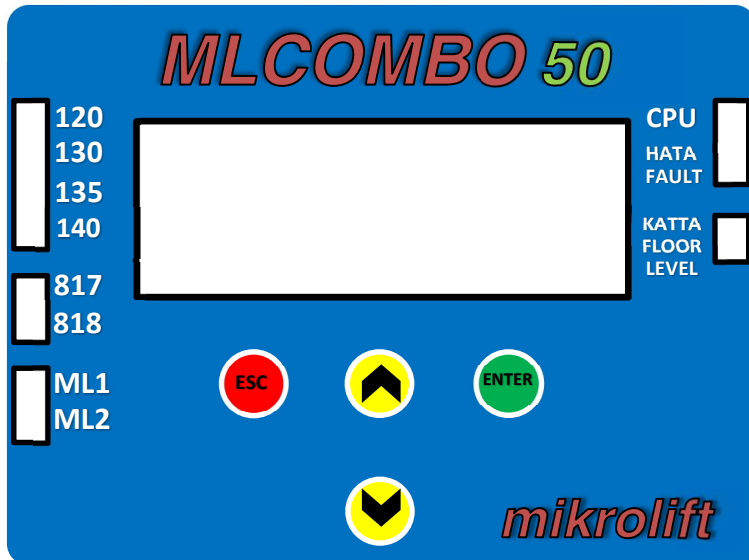 MLCOMBO 50
120
130
135
140
817
818
ML1
ML2
CPU
HATA
FAULT
KATTA
FLOOR
LEVEL
ESC
ENTER
mikrolift